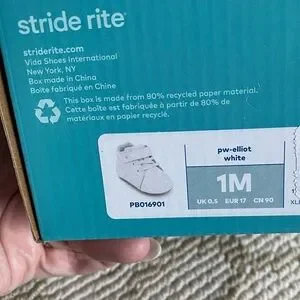 stride rite
striderite.com
Vida Shoes International
New York, NY
Box made in China
Boîte fabriqué en Chine
This box is made from 80% recycled paper material.
Cette boîte est fabriquée à partir de 80% de
matériaux en papier recyclé.
pw-elliot
white
1M
PB016901
UK 0.5 EUR 17 CN 90